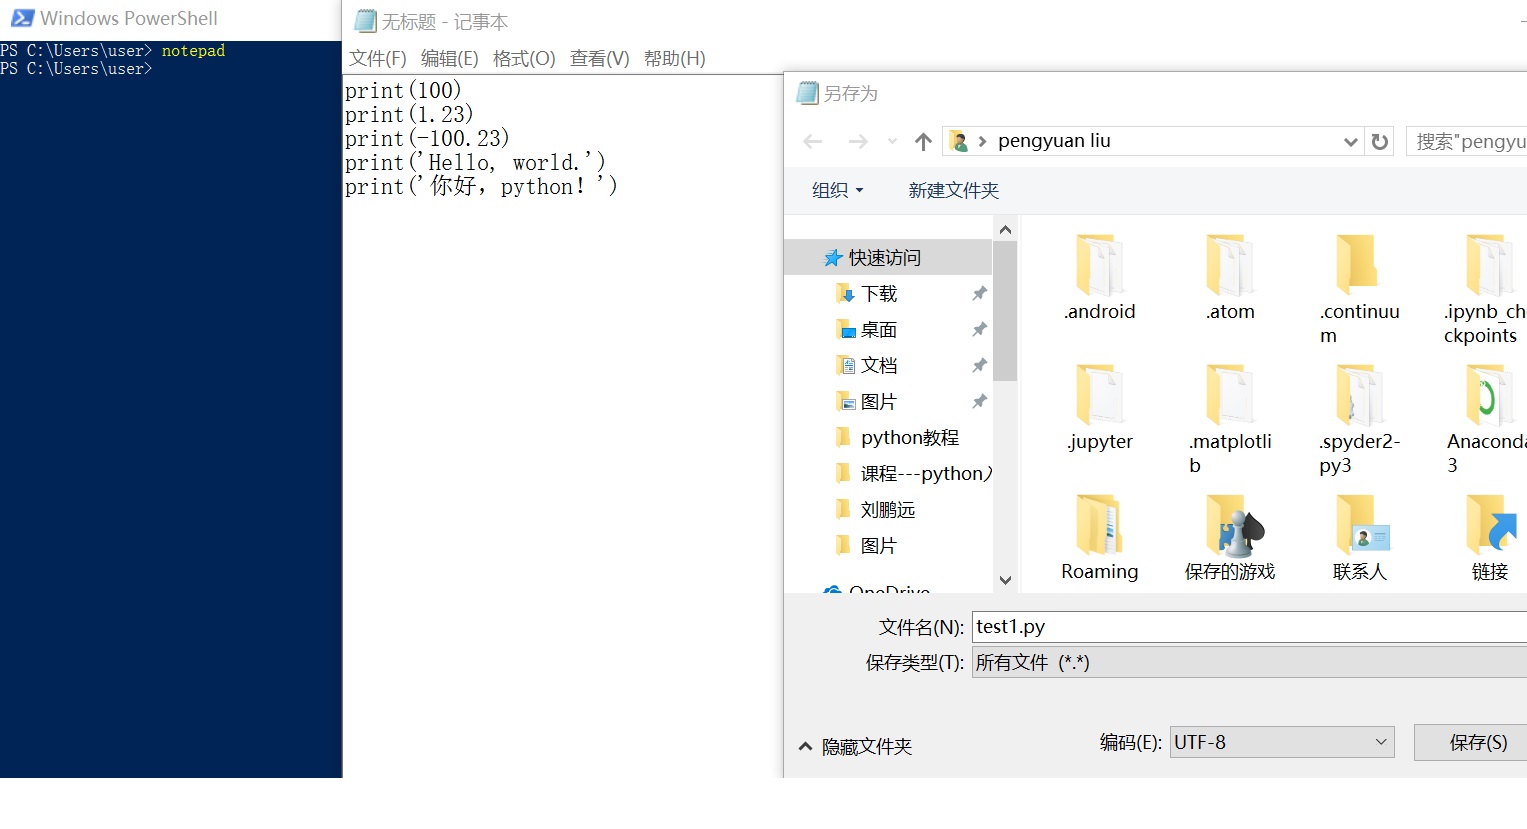 Windows PowerShell
PS C:\Users\user> notepad
PS C:\Users\user>
无标题 - 记事本
文件(F) 编辑(E) 格式(O) 查看(V) 帮助(H)
print(100)
print(1.23)
print(-100.23)
print('Hello, world.')
print('你好，python！')
另存为
pengyuan liu
搜索"pengyu
组织
新建文件夹
快速访问
下载
桌面
文档
图片
python教程
课程---python入
刘鹏远
图片
OneDrive
.android
.atom
.continuu
m
.ipynb_ch
ckpoints
.jupyter
.matplotli
b
.spyder2-
py3
Anaconda
3
Roaming
保存的游戏
联系人
链接
文件名(N): test1.py
保存类型(T): 所有文件 (*.*)
隐藏文件夹
编码(E): UTF-8
保存(S)